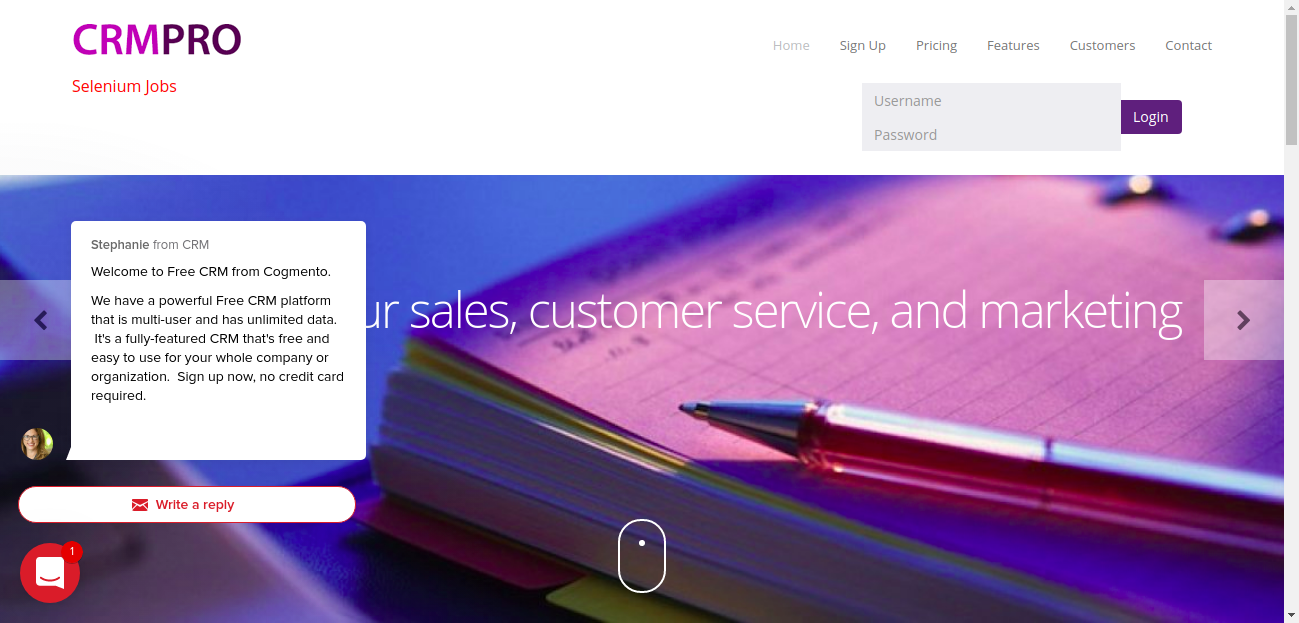 CRMPRO
Home
Sign Up
Pricing
Features
Customers
Contact
Selenium Jobs
Username
Password
Login
Stephanie from CRM
Welcome to Free CRM from Cogmento.
We have a powerful Free CRM platform
that is multi-user and has unlimited data.
It's a fully-featured CRM that's free and
easy to use for your whole company or
organization. Sign up now, no credit card
required.
sales, customer service, and marketing
Write a reply
1